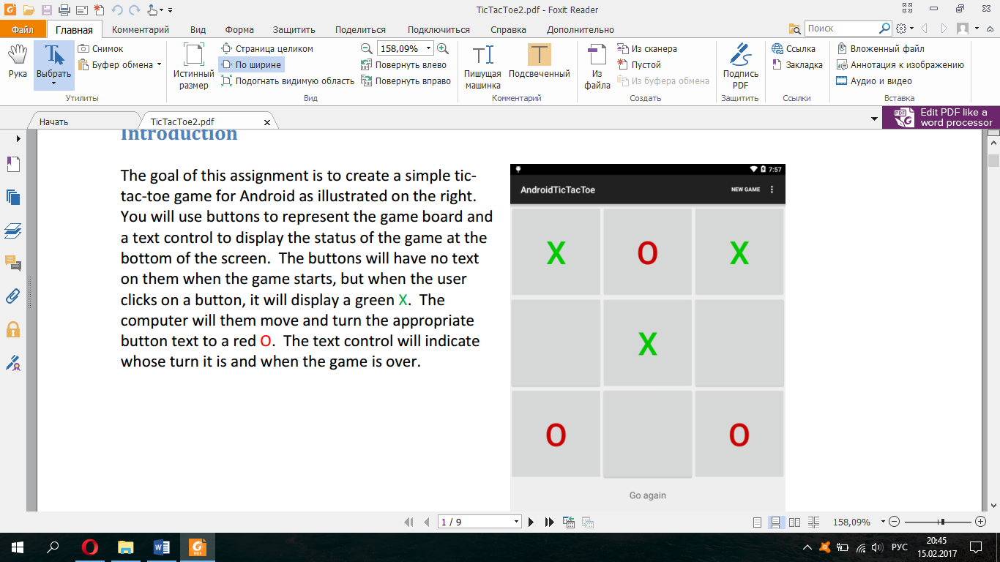 TicTacToe2.pdf - Foxit Reader
Файл Главная Комментарий Вид Форма Защитить Поделиться Подключиться Справка Дополнительно Поиск
Рука
Выбрать
Снимок
Буфер обмена
Утилиты
Истинный размер
Страница целиком
По ширине
Подогнать видимую область
158,09%
Повернуть влево
Повернуть вправо
Вид
Пишущая машинка
Подсвеченный
Комментарий
Из файла
Из сканера
Пустой
Из буфера обмена
Создать
Подпись PDF
Защитить
Ссылка
Закладка
Ссылки
Вложенный файл
Аннотация к изображению
Аудио и видео
Вставка
Начать
TicTacToe2.pdf
PDF
Edit PDF like a
word processor
Introduction
The goal of this assignment is to create a simple tic-
tac-toe game for Android as illustrated on the right.
You will use buttons to represent the game board and
a text control to display the status of the game at the
bottom of the screen. The buttons will have no text
on them when the game starts, but when the user
clicks on a button, it will display a green X. The
computer will them move and turn the appropriate
button text to a red O. The text control will indicate
whose turn it is and when the game is over.
7:57
AndroidTicTacToe NEW GAME
X O X
X
O O
Go again
1 / 9
158,09%
PDF
РУС
20:45
15.02.2017